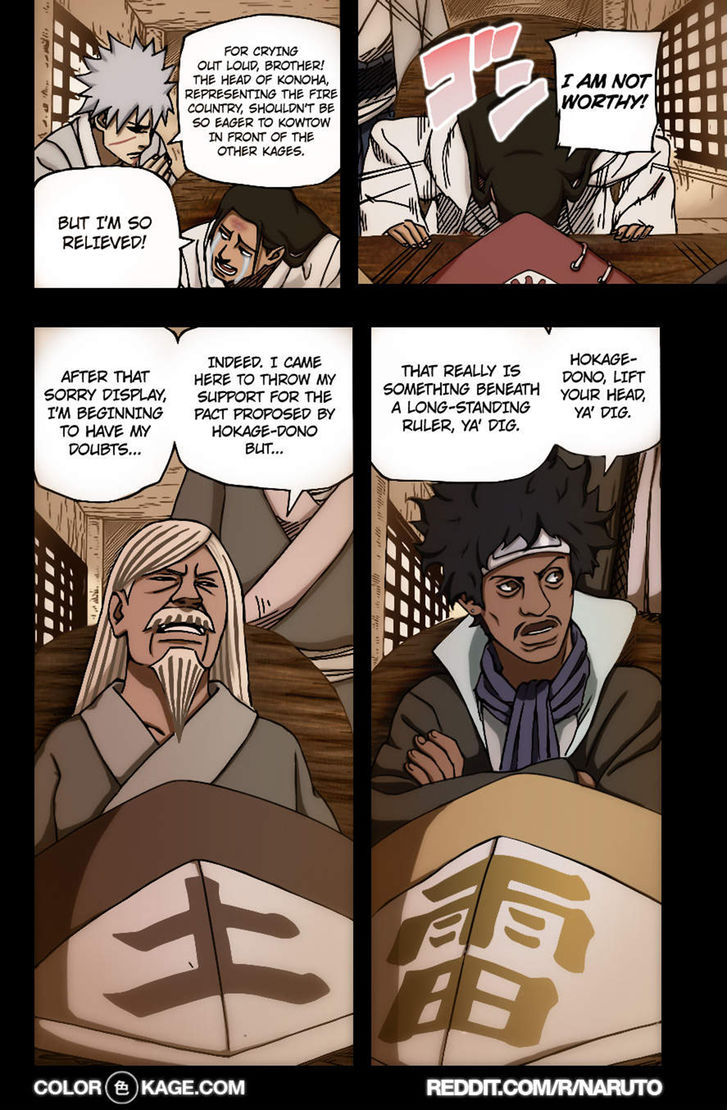 I AM NOT
WORTHY!
ゴン
FOR CRYING
OUT LOUD, BROTHER!
THE HEAD OF KONOHA,
REPRESENTING THE FIRE
COUNTRY, SHOULDN'T BE
SO EAGER TO KOWTOW
IN FRONT OF THE
OTHER KAGES.
BUT I'M SO
RELIEVED!
HOKAGE-
DONO, LIFT
YOUR HEAD,
YA' DIG.
THAT REALLY IS
SOMETHING BENEATH
A LONG-STANDING
RULER, YA' DIG.
雷
INDEED. I CAME
HERE TO THROW MY
SUPPORT FOR THE
PACT PROPOSED BY
HOKAGE-DONO
BUT...
AFTER THAT
SORRY DISPLAY,
I'M BEGINNING
TO HAVE MY
DOUBTS...
土
COLOR 色 KAGE.COM
REDDIT.COM/R/NARUTO